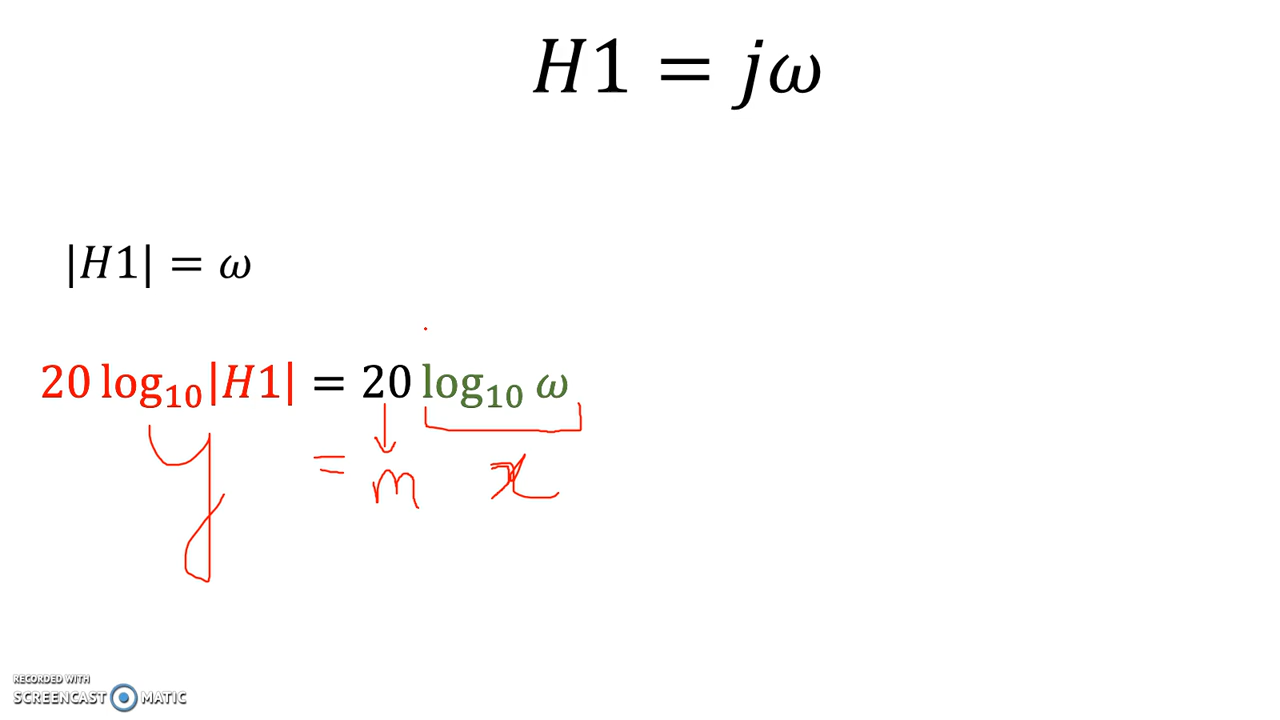 H1 = jω
|H1| = ω
20 log₁₀|H1| = 20 log₁₀ ω
y = m x
RECORDED WITH
SCREENCAST MATIC